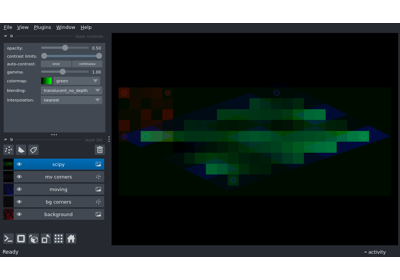 File View Plugins Window Help
opacity: 0.50
contrast limits:
auto-contrast: once continuous
gamma: 1.00
colormap: green
blending: translucent_no_depth
interpolation: nearest
scipy
mv corners
moving
bg corners
background
Ready activity